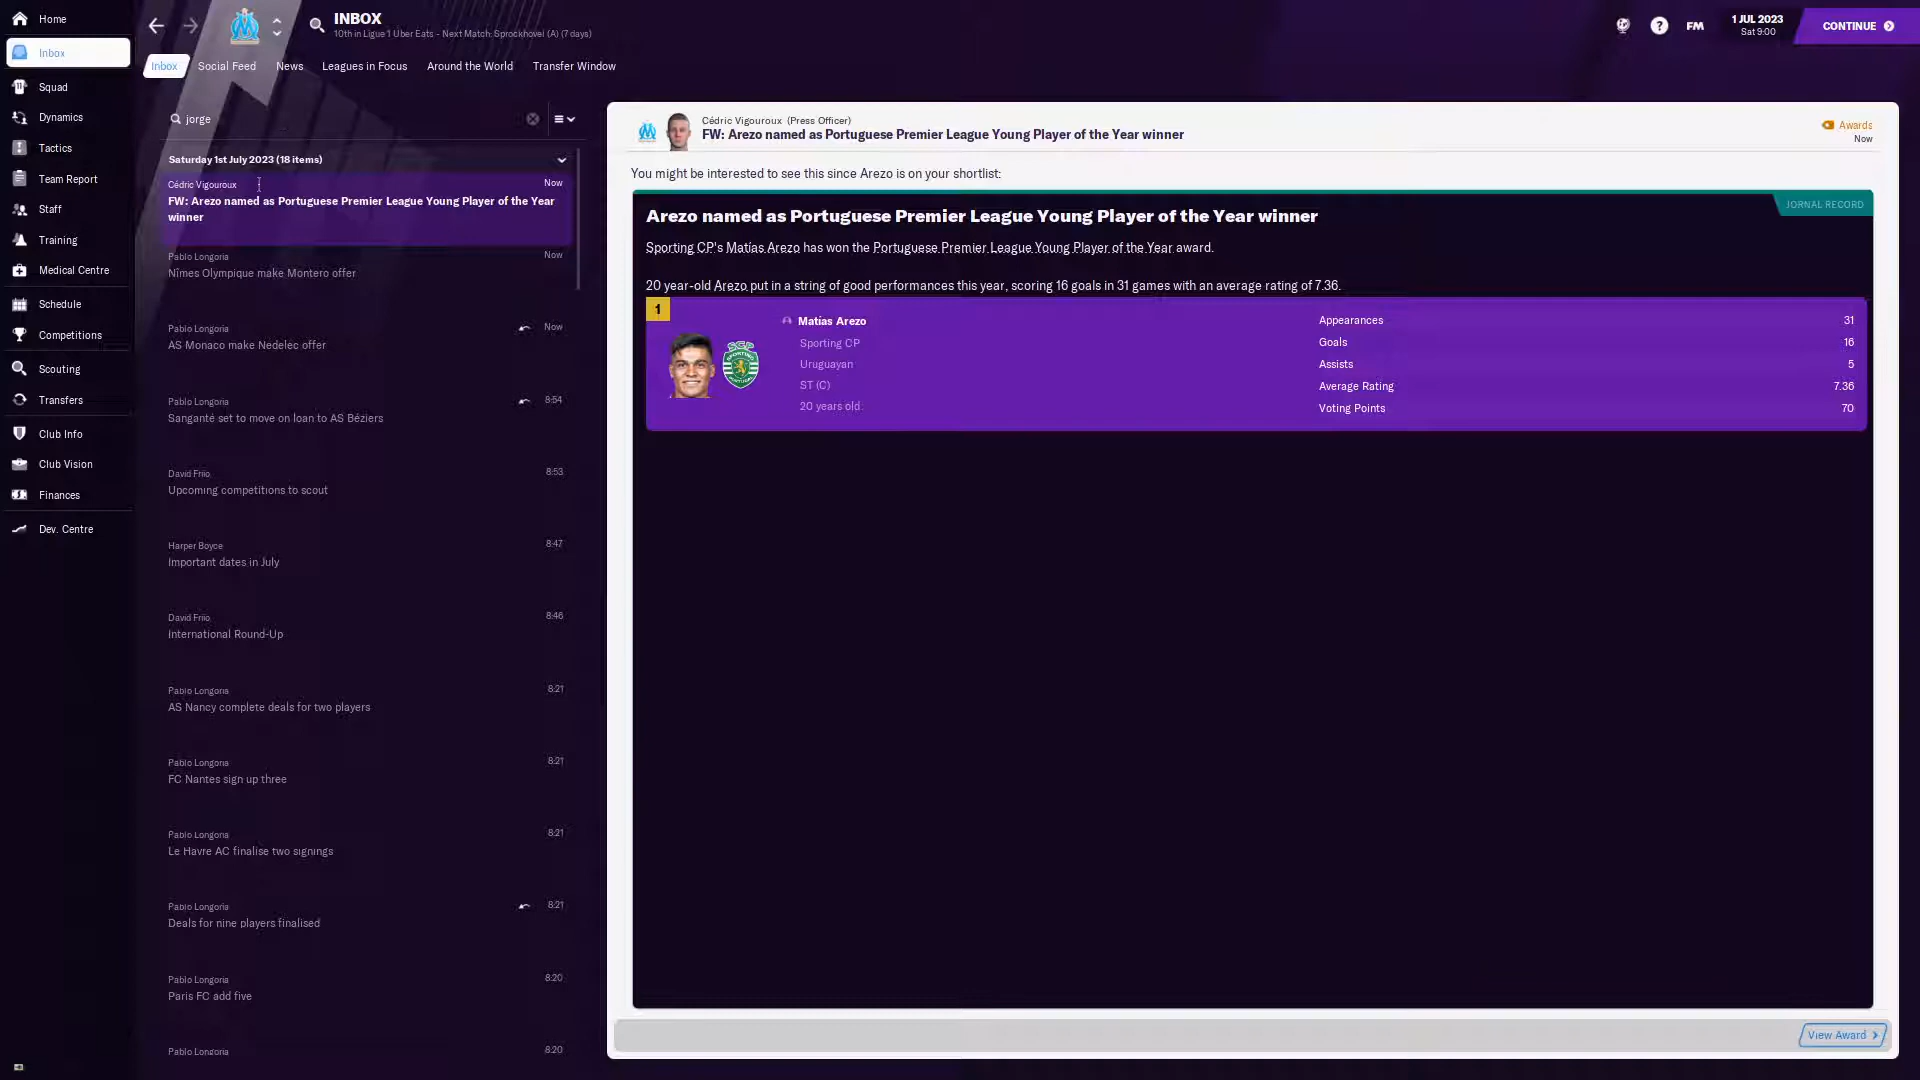 Home
Inbox
Squad
Dynamics
Tactics
Team Report
Staff
Training
Medical Centre
Schedule
Competitions
Scouting
Transfers
Club Info
Club Vision
Finances
Dev. Centre
INBOX
10th in Ligue 1 Uber Eats - Next Match: Sprockhövel (A) (7 days)
FM
1 JUL 2023
Sat 9:00
CONTINUE
Inbox
Social Feed
News
Leagues in Focus
Around the World
Transfer Window
jorge
Saturday 1st July 2023 (18 items)
Cédric Vigouroux
Now
FW: Arezo named as Portuguese Premier League Young Player of the Year
winner
Pablo Longoria
Now
Nîmes Olympique make Montero offer
Pablo Longoria
Now
AS Monaco make Nedelec offer
Pablo Longoria
8:54
Sanganté set to move on loan to AS Béziers
David Friio
8:53
Upcoming competitions to scout
Harper Boyce
8:47
Important dates in July
David Friio
8:46
International Round-Up
Pablo Longoria
8:21
AS Nancy complete deals for two players
Pablo Longoria
8:21
FC Nantes sign up three
Pablo Longoria
8:21
Le Havre AC finalise two signings
Pablo Longoria
8:21
Deals for nine players finalised
Pablo Longoria
8:20
Paris FC add five
Pablo Longoria
8:20
Cédric Vigouroux (Press Officer)
FW: Arezo named as Portuguese Premier League Young Player of the Year winner
Awards
Now
You might be interested to see this since Arezo is on your shortlist:
JORNAL RECORD
Arezo named as Portuguese Premier League Young Player of the Year winner
Sporting CP's Matías Arezo has won the Portuguese Premier League Young Player of the Year award.
20 year-old Arezo put in a string of good performances this year, scoring 16 goals in 31 games with an average rating of 7.36.
1
Matías Arezo
Sporting CP
Uruguayan
ST (C)
20 years old
Appearances 31
Goals 16
Assists 5
Average Rating 7.36
Voting Points 70
View Award